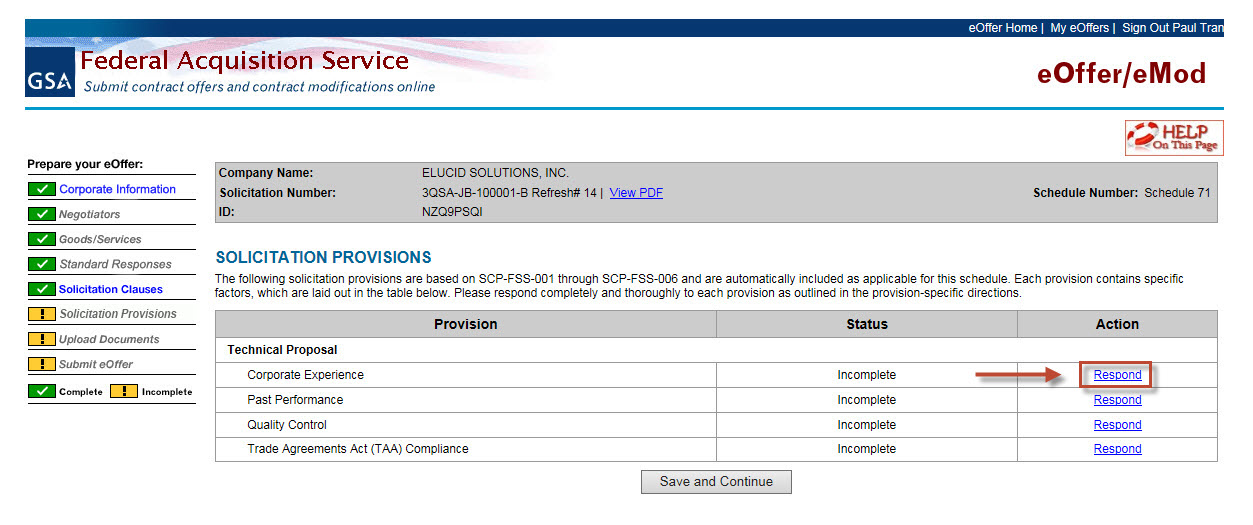 eOffer Home | My eOffers | Sign Out Paul Tran
GSA
Federal Acquisition Service
Submit contract offers and contract modifications online
eOffer/eMod
HELP
On This Page
Prepare your eOffer:
Corporate Information
Negotiators
Goods/Services
Standard Responses
Solicitation Clauses
Solicitation Provisions
Upload Documents
Submit eOffer
Complete ! Incomplete
Company Name: ELUCID SOLUTIONS, INC.
Solicitation Number: 3QSA-JB-100001-B Refresh# 14 | View PDF Schedule Number: Schedule 71
ID: NZQ9PSQI
SOLICITATION PROVISIONS
The following solicitation provisions are based on SCP-FSS-001 through SCP-FSS-006 and are automatically included as applicable for this schedule. Each provision contains specific
factors, which are laid out in the table below. Please respond completely and thoroughly to each provision as outlined in the provision-specific directions.
Provision Status Action
Technical Proposal
Corporate Experience Incomplete Respond
Past Performance Incomplete Respond
Quality Control Incomplete Respond
Trade Agreements Act (TAA) Compliance Incomplete Respond
Save and Continue